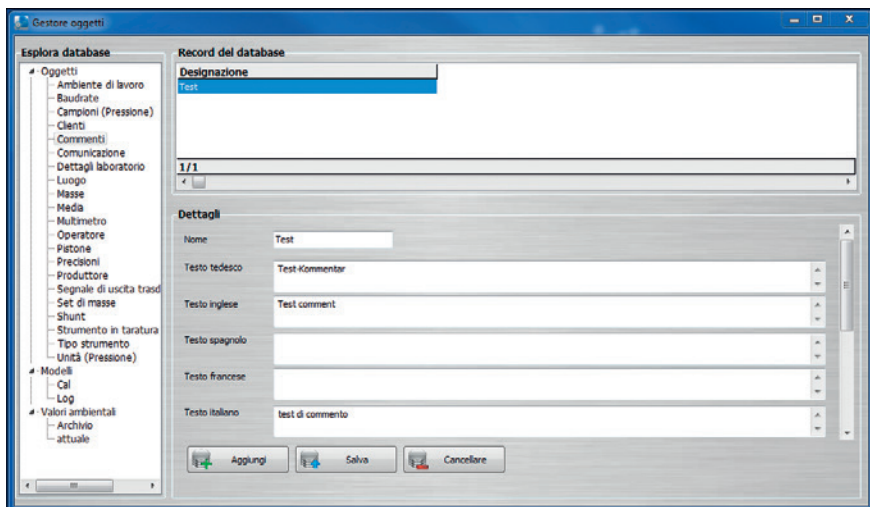 Gestore oggetti
Esplora database
Oggetti
Ambiente di lavoro
Baudrate
Campioni (Pressione)
Clienti
Commenti
Comunicazione
Dettagli laboratorio
Luogo
Masse
Media
Multimetro
Operatore
Pistone
Precisioni
Produttore
Segnale di uscita trasd
Set di masse
Shunt
Strumento in taratura
Tipo strumento
Unità (Pressione)
Modelli
Cal
Log
Valori ambientali
Archivio
attuale
Record del database
Designazione
Test
1/1
Dettagli
Nome Test
Testo tedesco Test-Kommentar
Testo inglese Test comment
Testo spagnolo
Testo francese
Testo italiano test di commento
Aggiungi Salva Cancellare